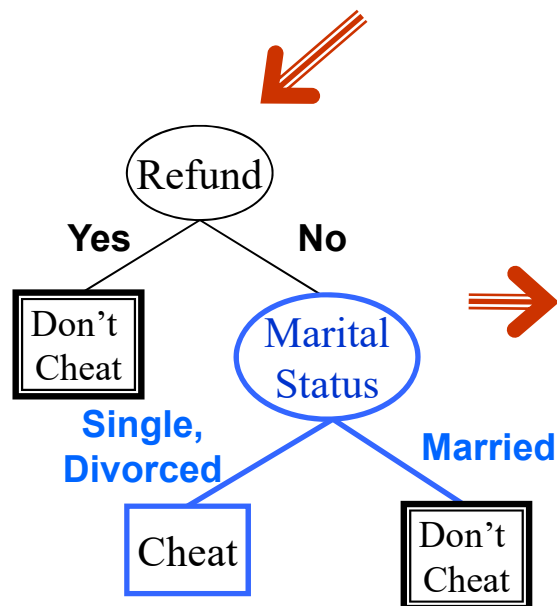 Refund
Yes
No
Don’t
Cheat
Marital
Status
Single,
Divorced
Married
Cheat
Don’t
Cheat